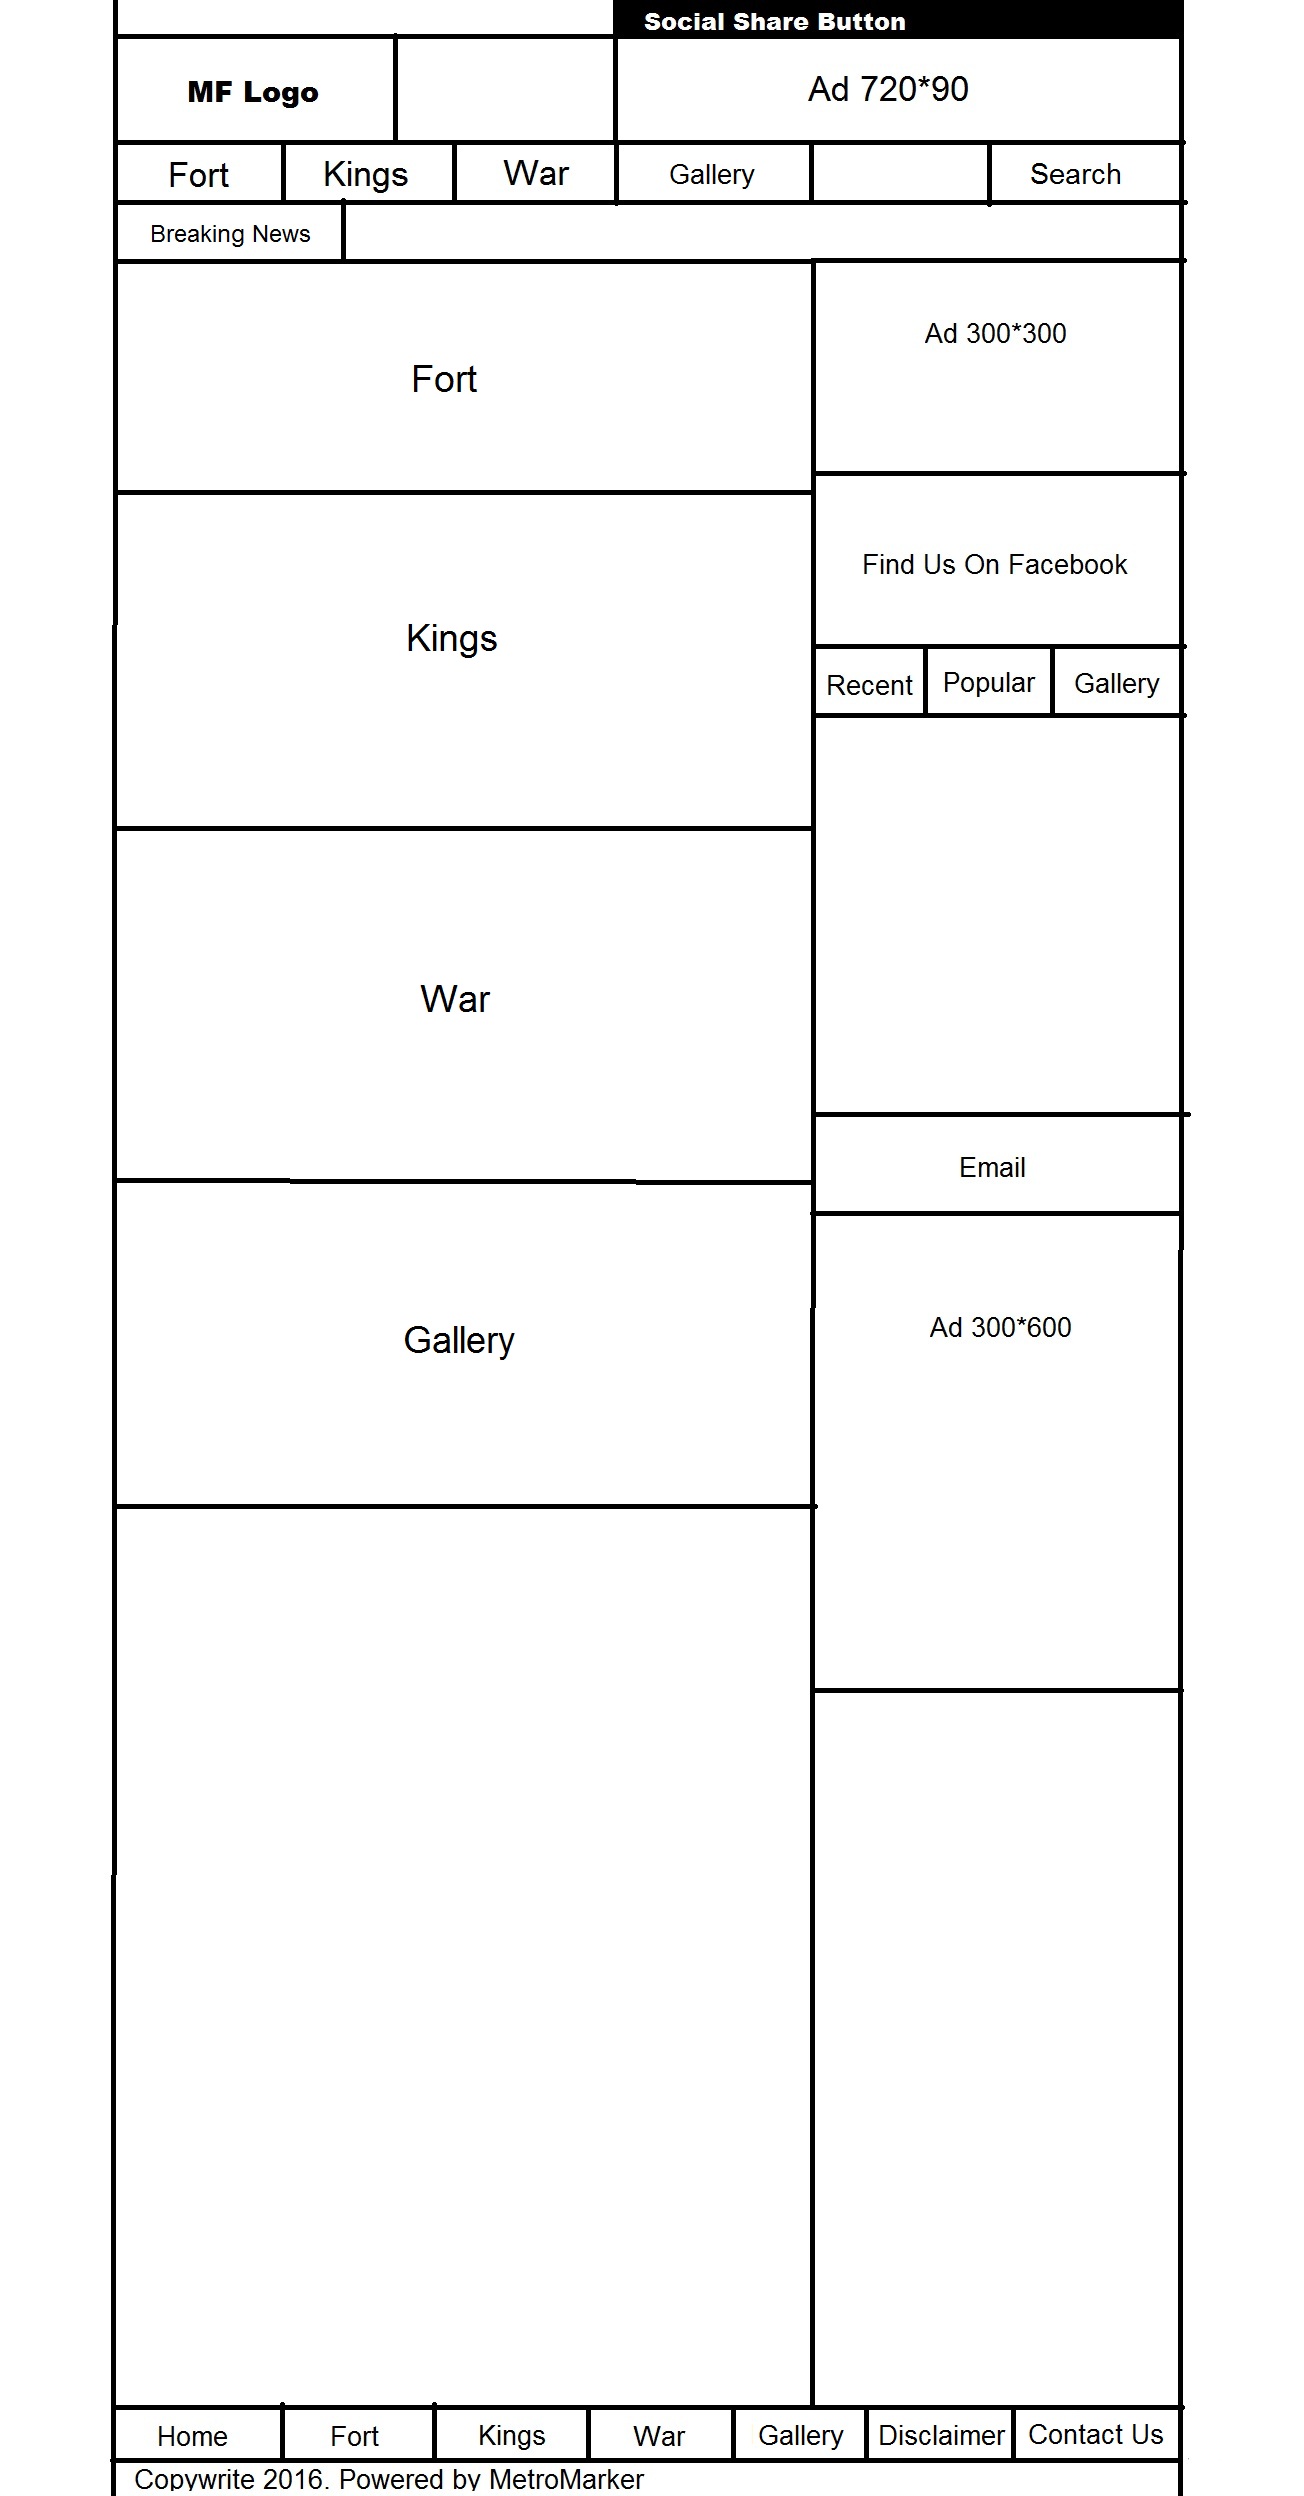 Social Share Button
MF Logo
Ad 720*90
Fort
Kings
War
Gallery
Search
Breaking News
Fort
Ad 300*300
Find Us On Facebook
Kings
Recent
Popular
Gallery
War
Email
Gallery
Ad 300*600
Home
Fort
Kings
War
Gallery
Disclaimer
Contact Us
Copywrite 2016. Powered by MetroMarker